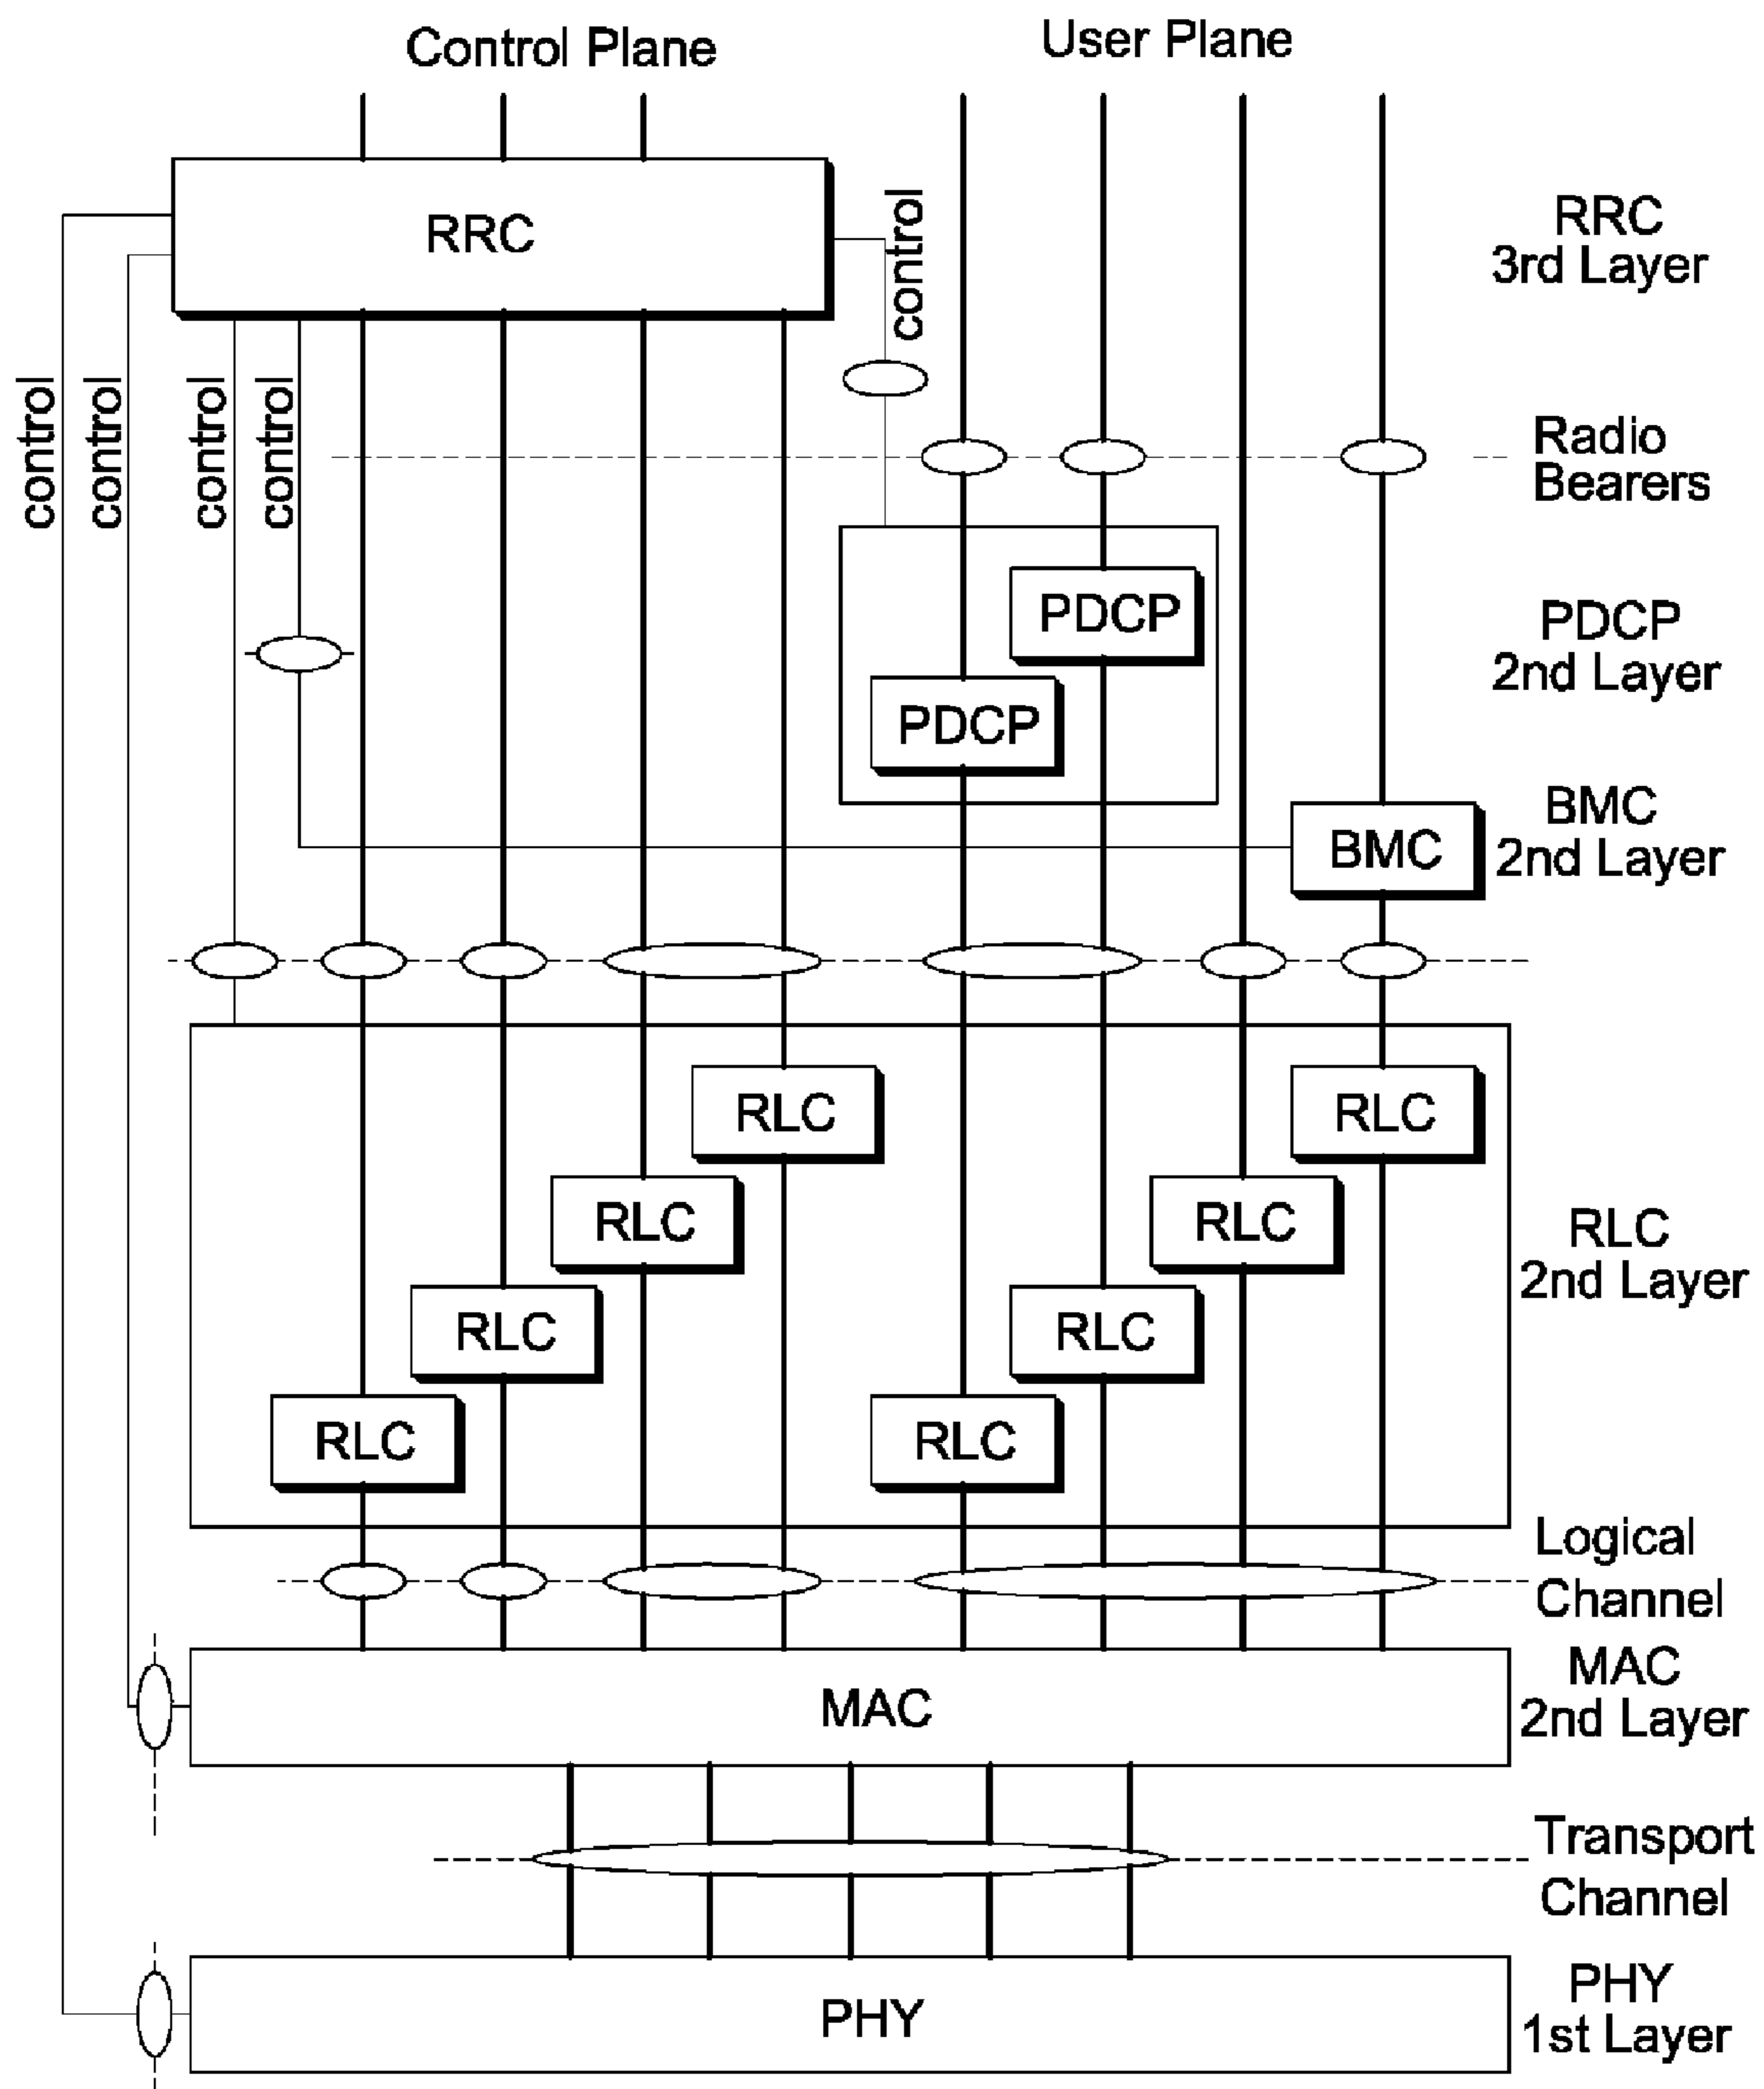 Control Plane
User Plane
RRC
control
RRC
3rd Layer
control
control
control
control
Radio
Bearers
PDCP
PDCP
PDCP
2nd Layer
BMC
BMC
2nd Layer
RLC
RLC
RLC
RLC
RLC
RLC
RLC
RLC
RLC
2nd Layer
Logical
Channel
MAC
MAC
2nd Layer
Transport
Channel
PHY
PHY
1st Layer